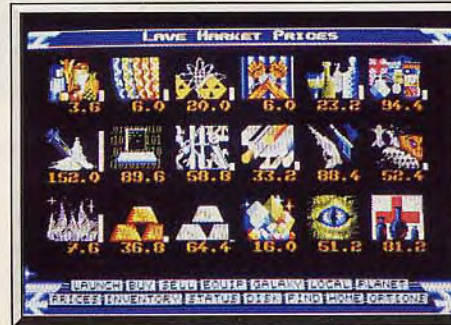 LAVE MARKET PRICES
3.6 6.0 20.0 6.0 23.2 94.4
152.0 89.6 58.8 33.2 88.4 52.4
7.6 36.8 64.4 16.0 51.2 81.2
LAUNCH BUY SELL EQUIP GALAXY LOCAL PLANET
PRICES INVENTORY STATUS DISK FIND HOME OPTIONS